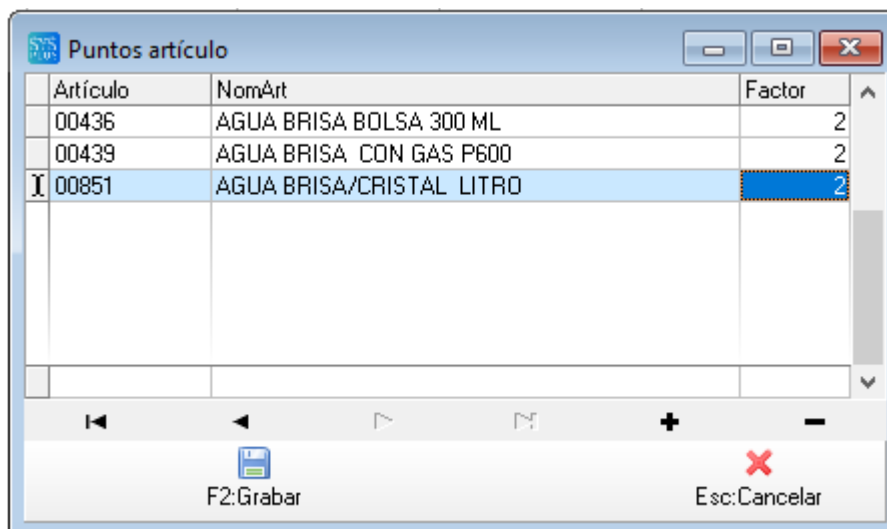 Puntos artículo
Artículo NomArt Factor
00436 AGUA BRISA BOLSA 300 ML 2
00439 AGUA BRISA  CON GAS P600 2
00851 AGUA BRISA/CRISTAL  LITRO 2
F2:Grabar Esc:Cancelar